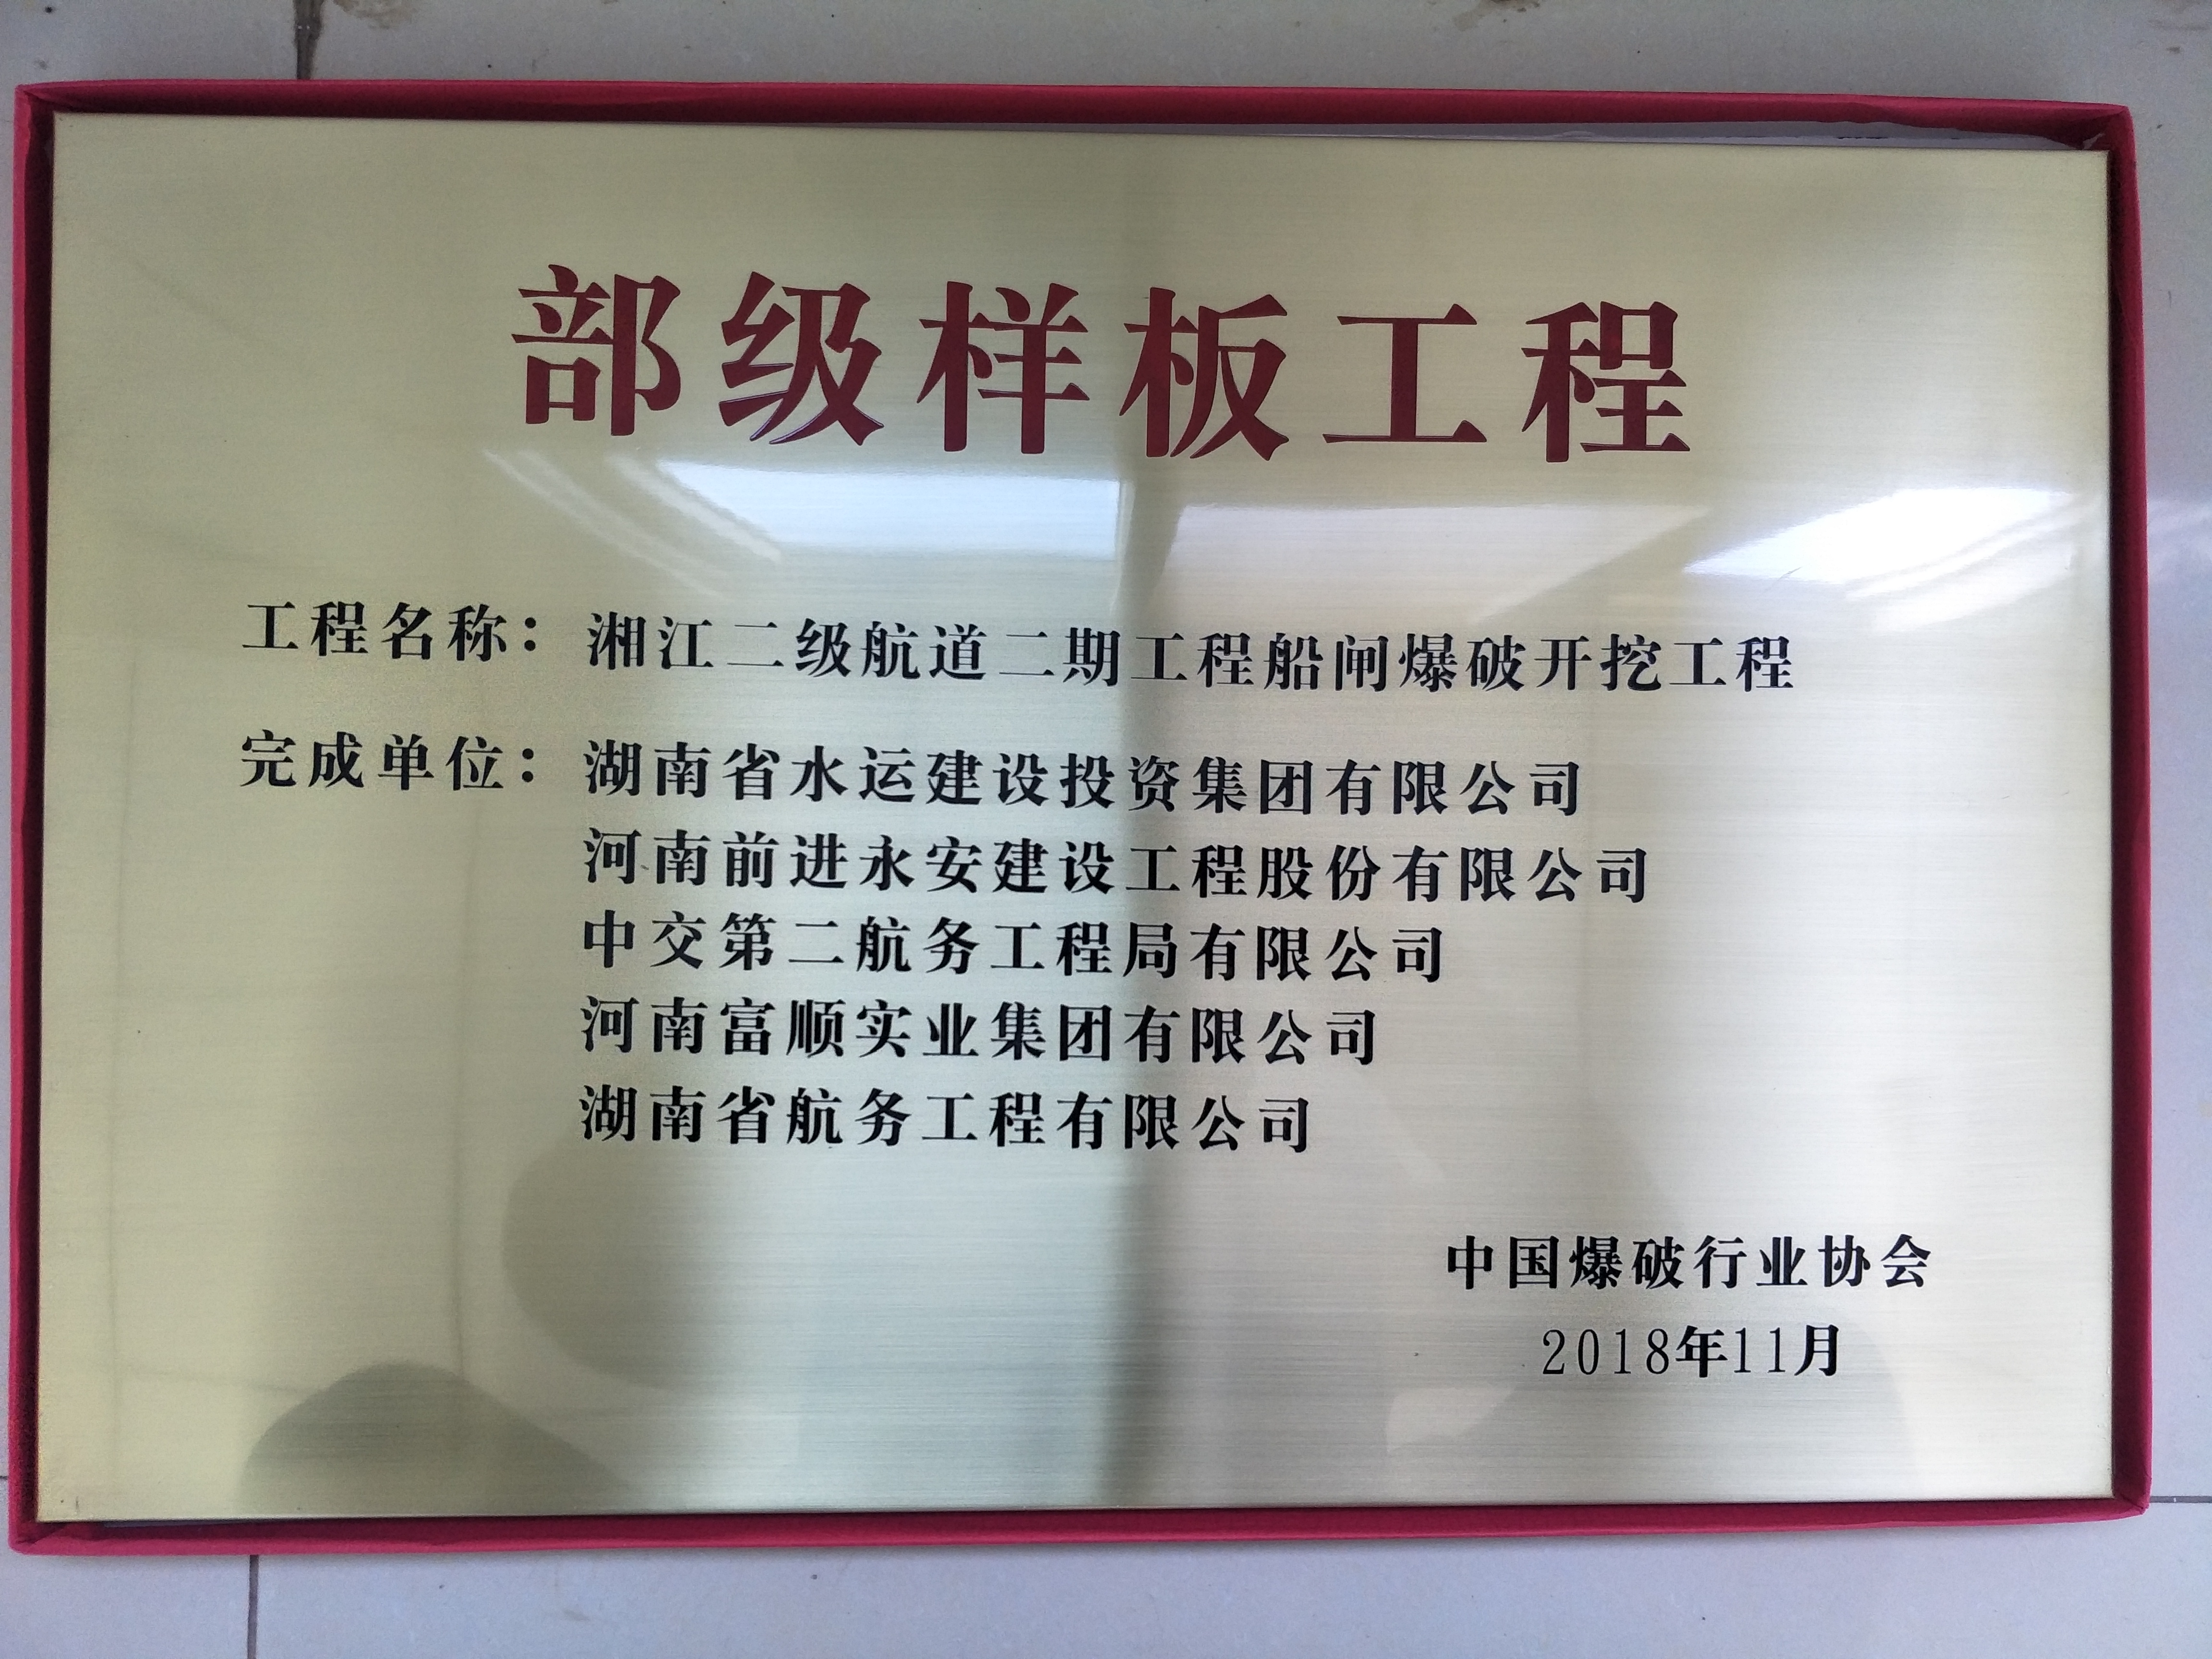 部级样板工程
工程名称：湘江二级航道二期工程船闸爆破开挖工程
完成单位：湖南省水运建设投资集团有限公司
河南前进永安建设工程股份有限公司
中交第二航务工程局有限公司
河南富顺实业集团有限公司
湖南省航务工程有限公司
中国爆破行业协会
2018年11月